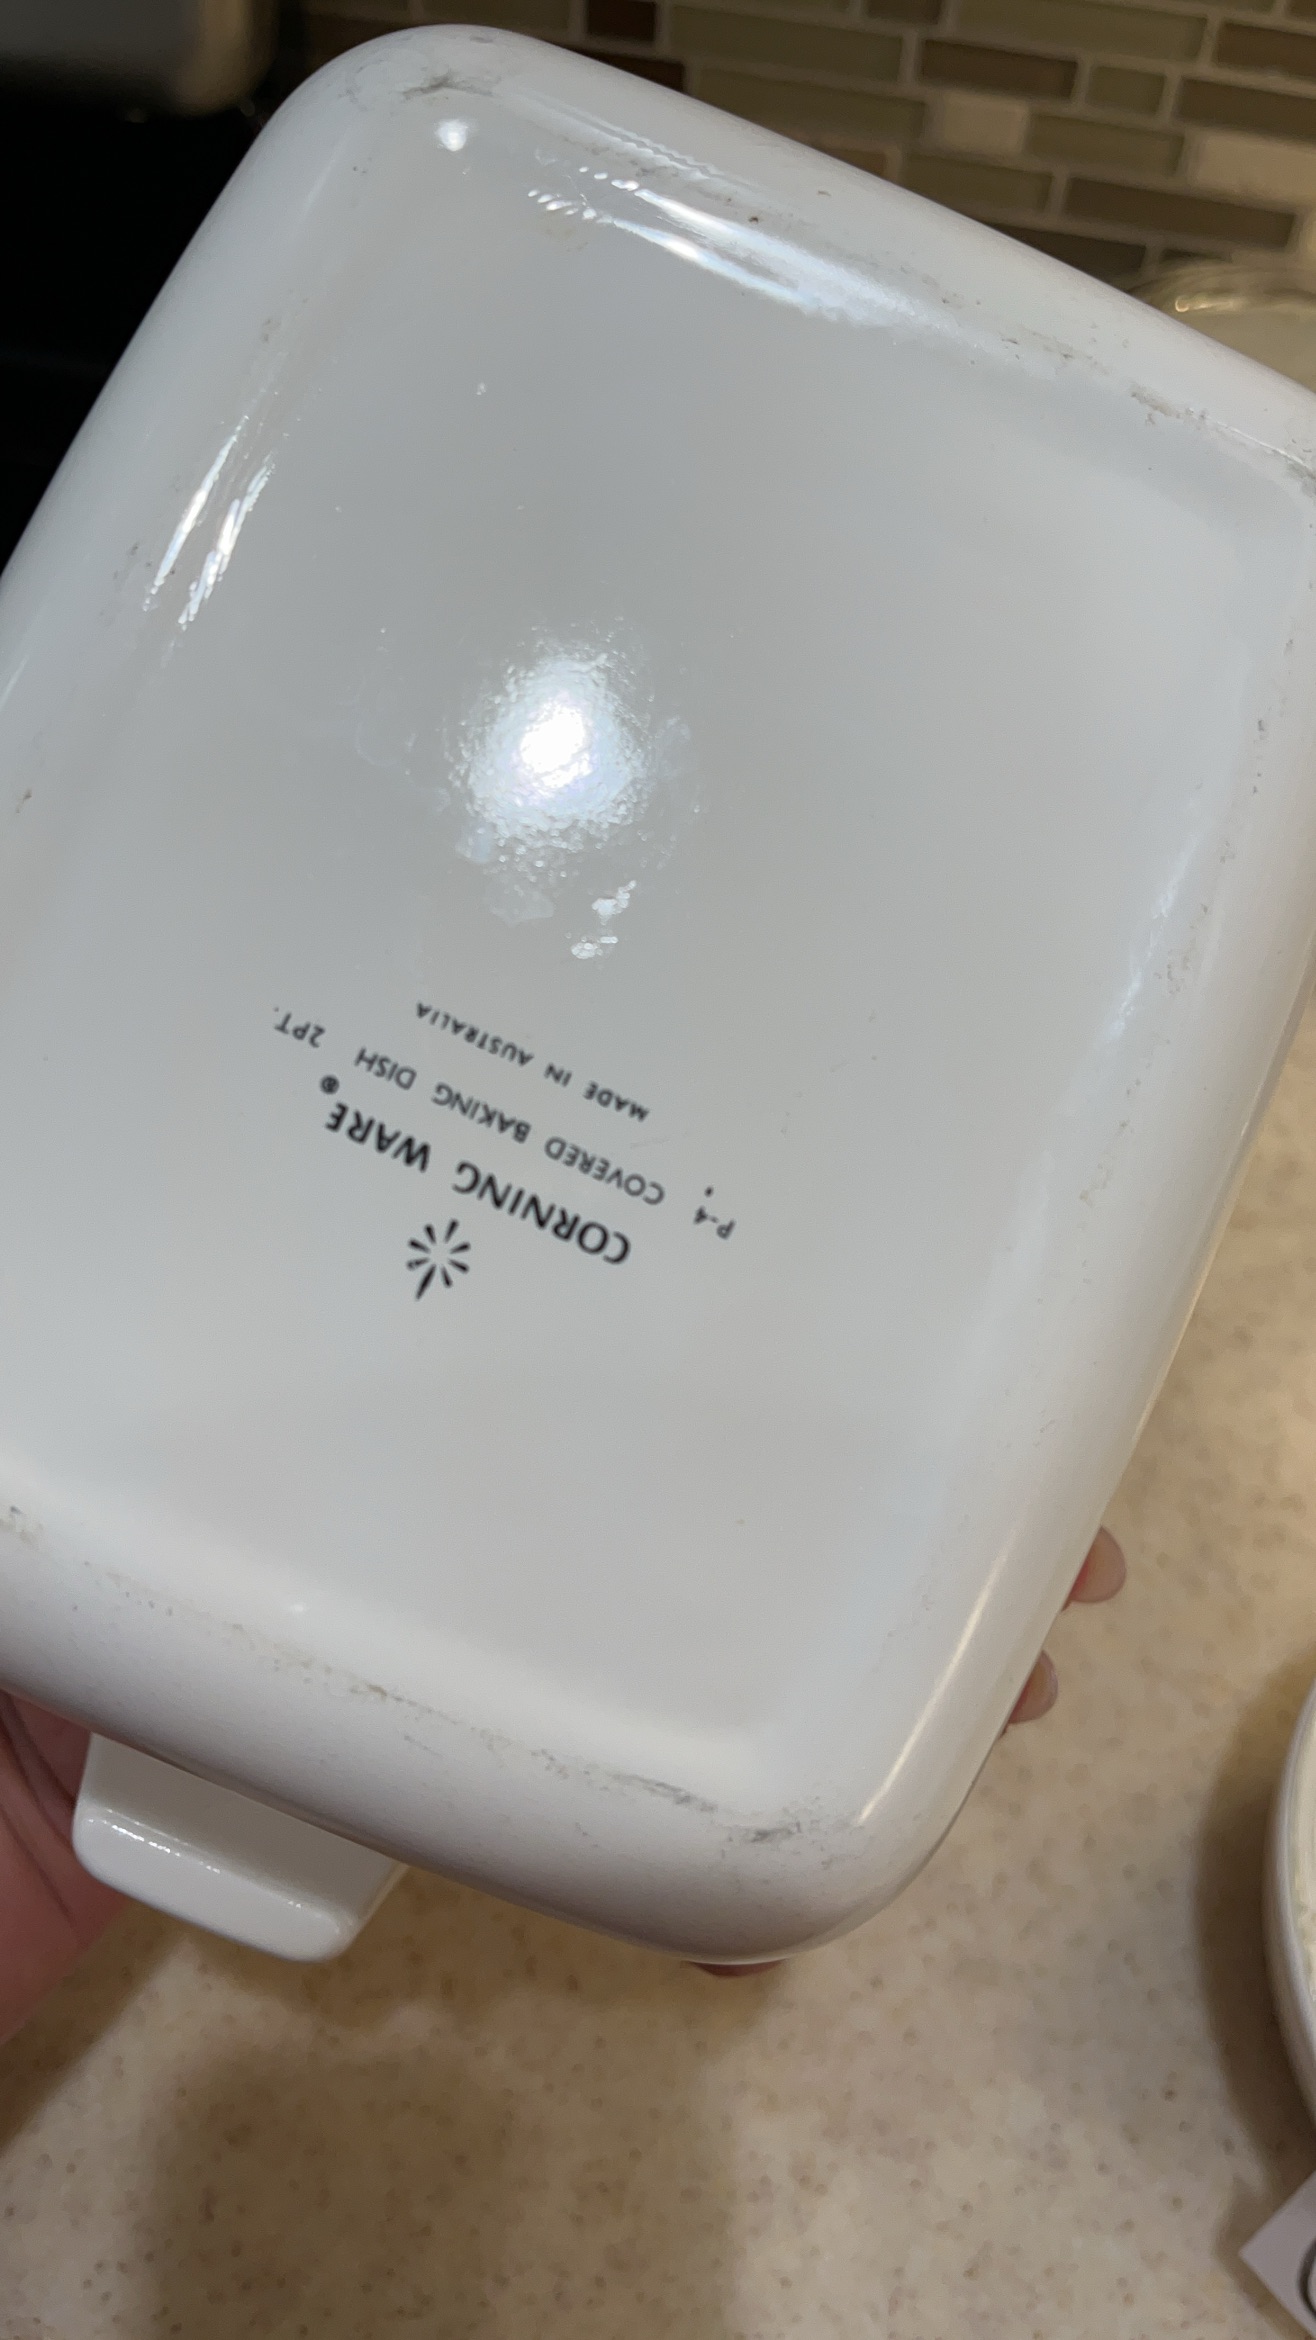 CORNING WARE®
P-4 COVERED BAKING DISH 2PT.
MADE IN AUSTRALIA